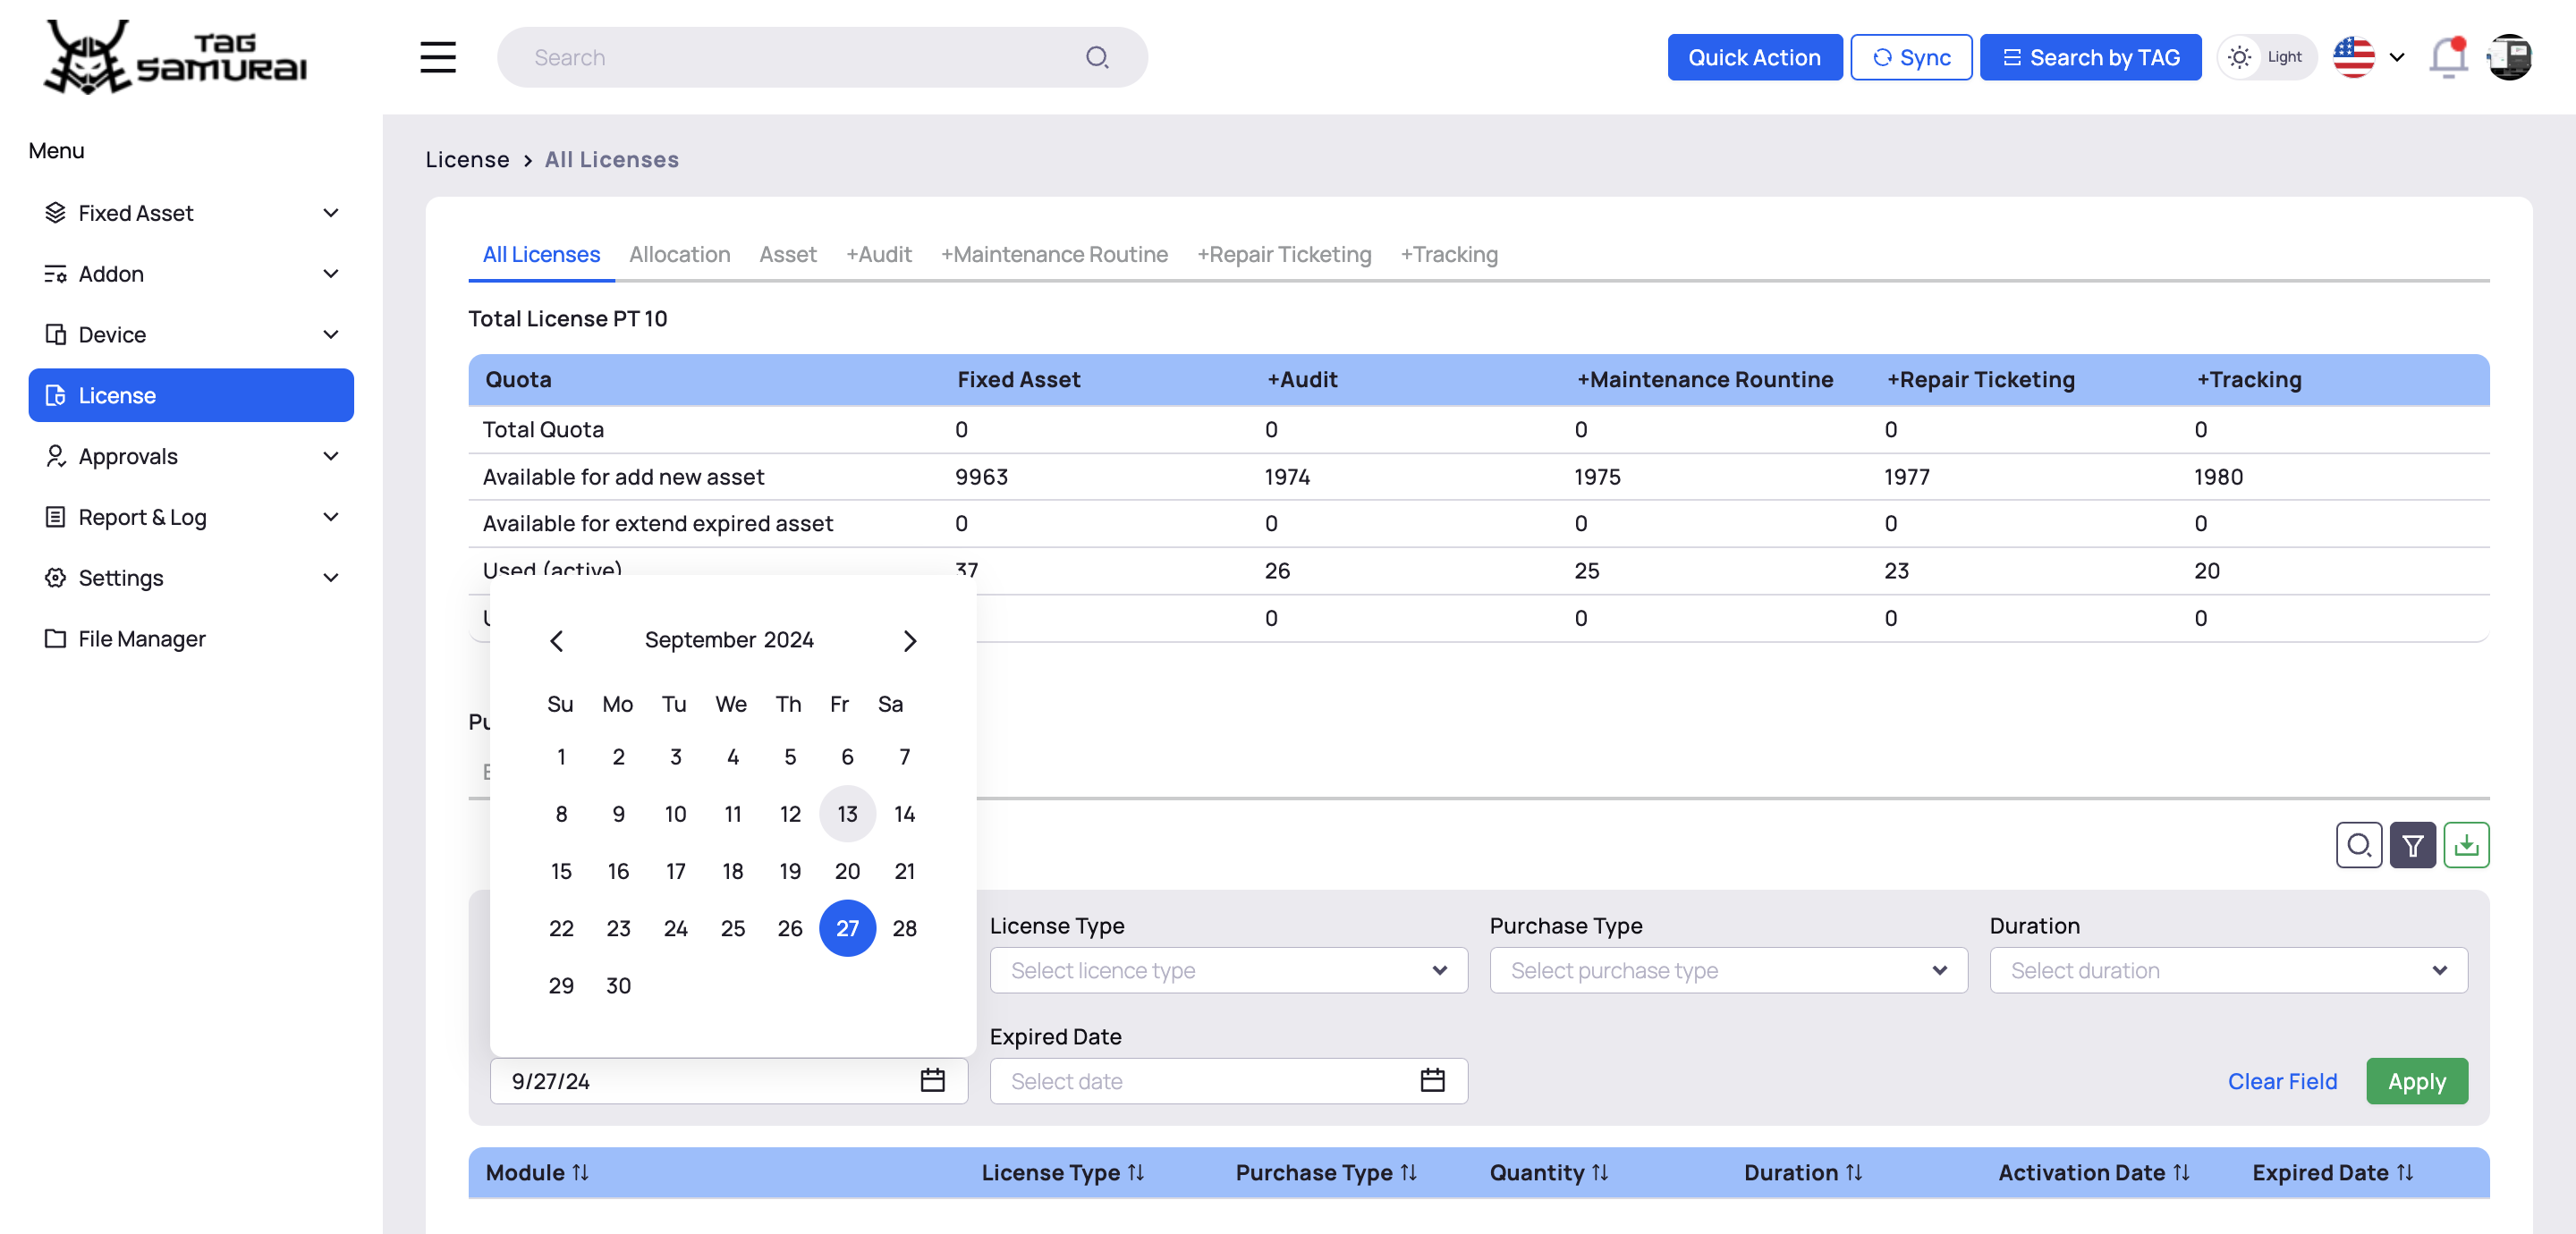 TAG SAMURAI
Search
Quick Action
Sync
Search by TAG
Light
Menu
Fixed Asset
Addon
Device
License
Approvals
Report & Log
Settings
File Manager
License > All Licenses
All Licenses Allocation Asset +Audit +Maintenance Routine +Repair Ticketing +Tracking
Total License PT 10
Quota Fixed Asset +Audit +Maintenance Rountine +Repair Ticketing +Tracking
Total Quota 0 0 0 0 0
Available for add new asset 9963 1974 1975 1977 1980
Available for extend expired asset 0 0 0 0 0
Used (active) 37 26 25 23 20
0 0 0 0
September 2024
Su Mo Tu We Th Fr Sa
1 2 3 4 5 6 7
8 9 10 11 12 13 14
15 16 17 18 19 20 21
22 23 24 25 26 27 28
29 30
License Type Purchase Type Duration
Select licence type Select purchase type Select duration
Expired Date
9/27/24 Select date Clear Field Apply
Module License Type Purchase Type Quantity Duration Activation Date Expired Date